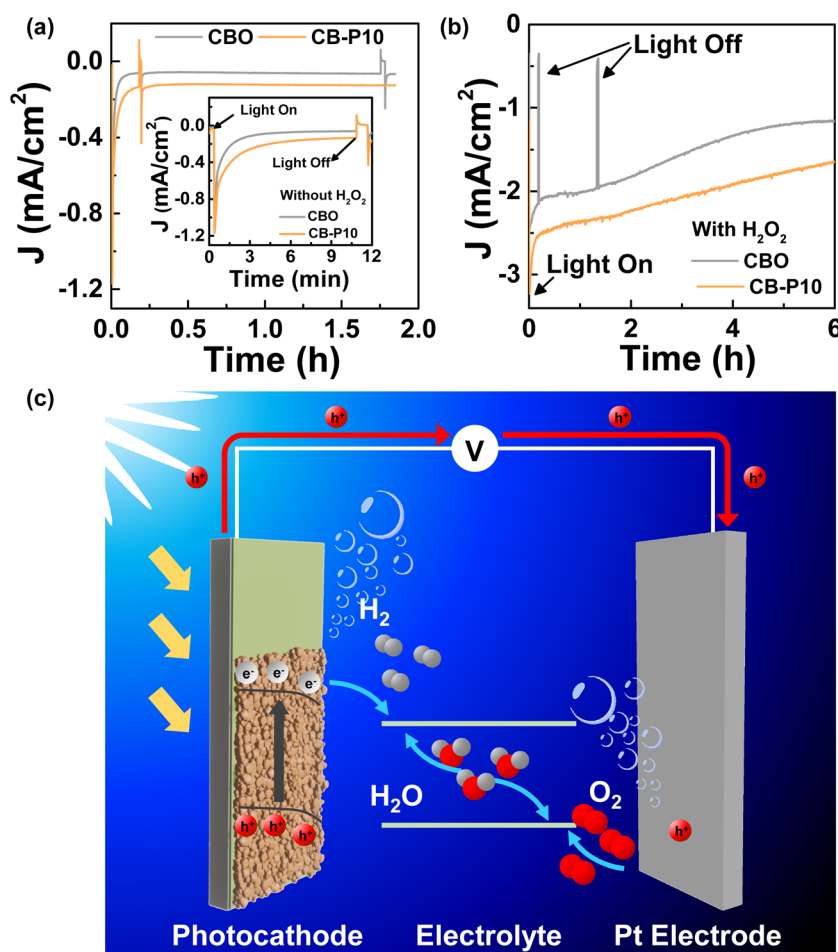 (a)
CBO
CB-P10
J (mA/cm²)
0.0
-0.4
-0.8
-1.2
0.0
0.5
1.0
1.5
2.0
Time (h)
Light On
Light Off
Without H₂O₂
CBO
CB-P10
J (mA/cm²)
0.0
-0.4
-0.8
-1.2
0
3
6
9
12
Time (min)
(b)
Light Off
J (mA/cm²)
0
-1
-2
-3
With H₂O₂
Light On
CBO
CB-P10
0
2
4
6
Time (h)
(c)
h⁺
h⁺
V
h⁺
h⁺
H₂
e⁻
e⁻
e⁻
H₂O
O₂
h⁺
h⁺
h⁺
h⁺
Photocathode
Electrolyte
Pt Electrode